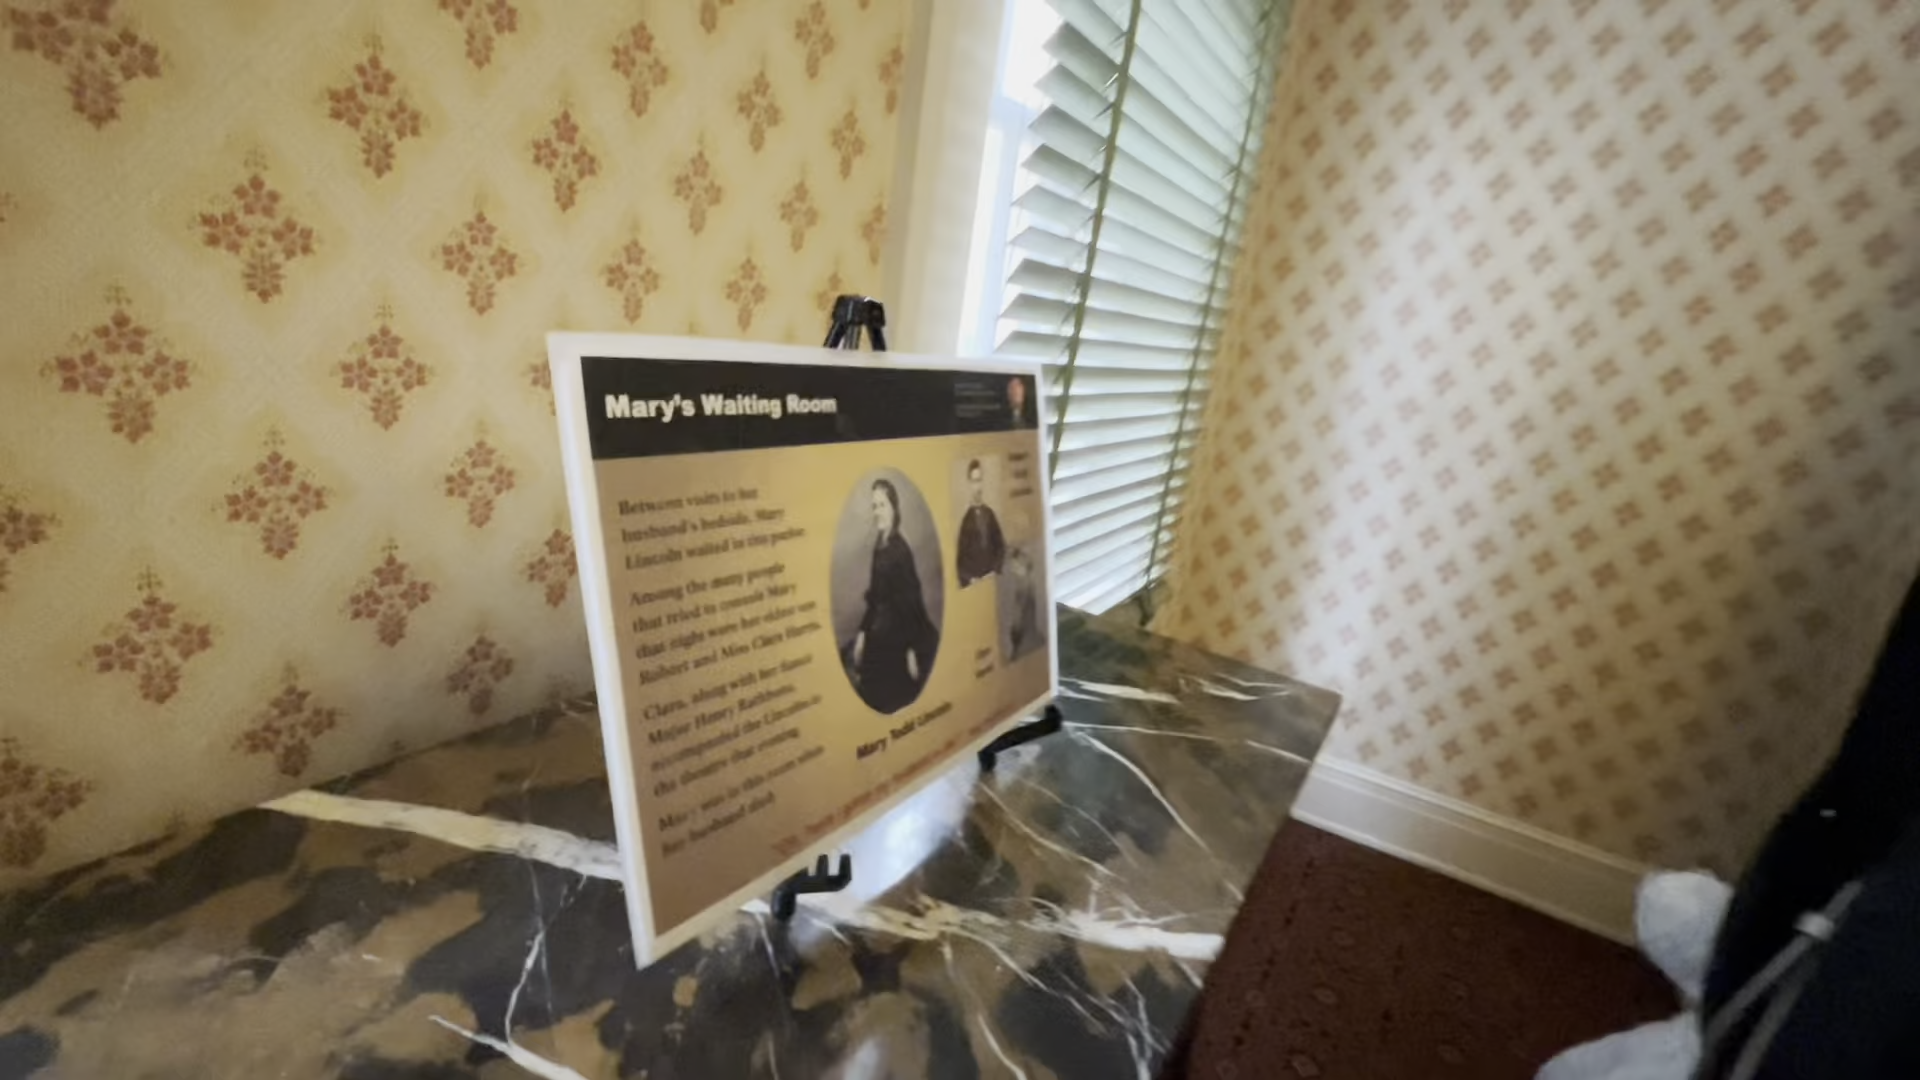 Mary's Waiting Room
Between visits to her
husband's bedside, Mary
Lincoln waited in this parlor.
Among the many people
that tried to console Mary
that night were her oldest son
Robert and Miss Clara Harris.
Clara, along with her fiancé
Major Henry Rathbone,
accompanied the Lincolns to
the theatre that evening.
Mary was in this room when
her husband died.
Mary Todd Lincoln